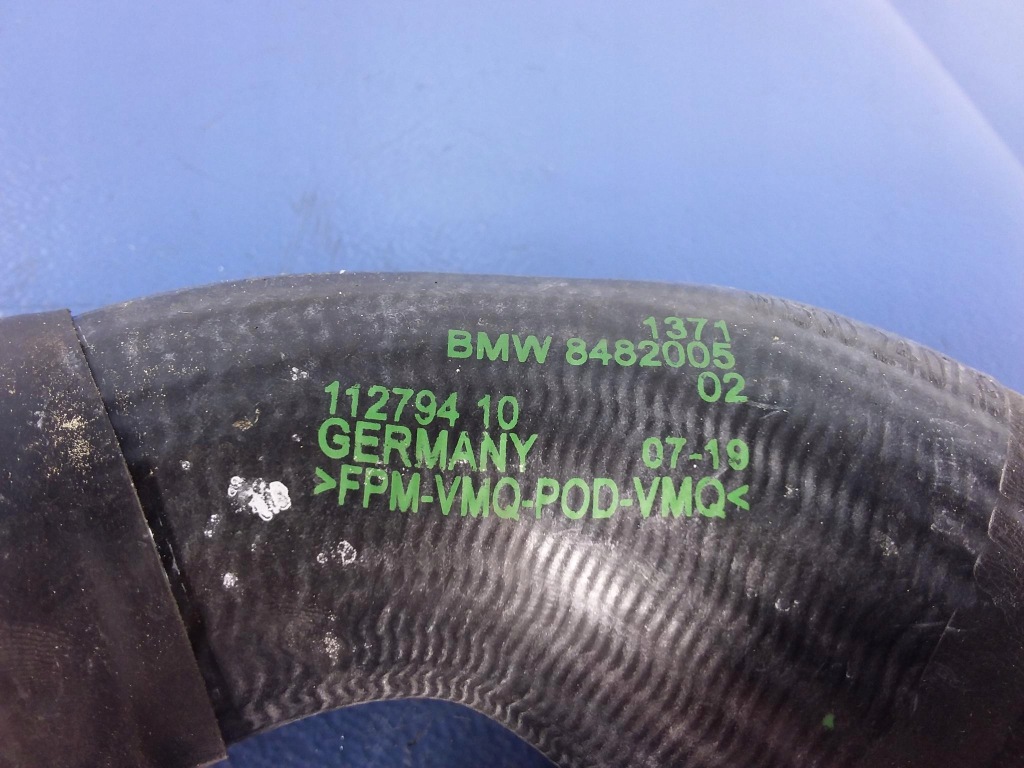 1371
BMW 8482005
02
112794 10
GERMANY 07-19
>FPM-VMQ-POD-VMQ<